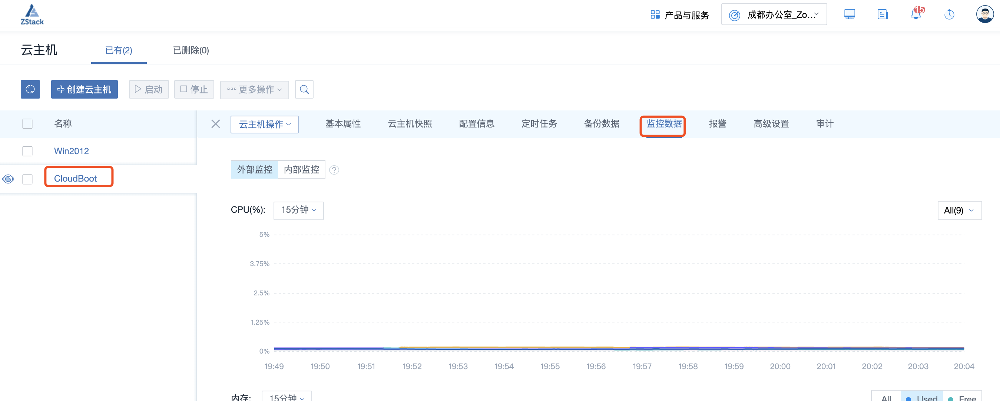 ZStack
产品与服务
成都办公室_Zo...
15
云主机
已有(2)
已删除(0)
创建云主机
启动
停止
更多操作
名称
云主机操作
基本属性
云主机快照
配置信息
定时任务
备份数据
监控数据
报警
高级设置
审计
Win2012
CloudBoot
外部监控
内部监控
?
CPU(%):
15分钟
All(9)
5%
3.75%
2.5%
1.25%
0%
19:49
19:50
19:51
19:52
19:53
19:54
19:55
19:56
19:57
19:58
19:59
20:00
20:01
20:02
20:03
20:04
内存:
15分钟
All
Used
Free